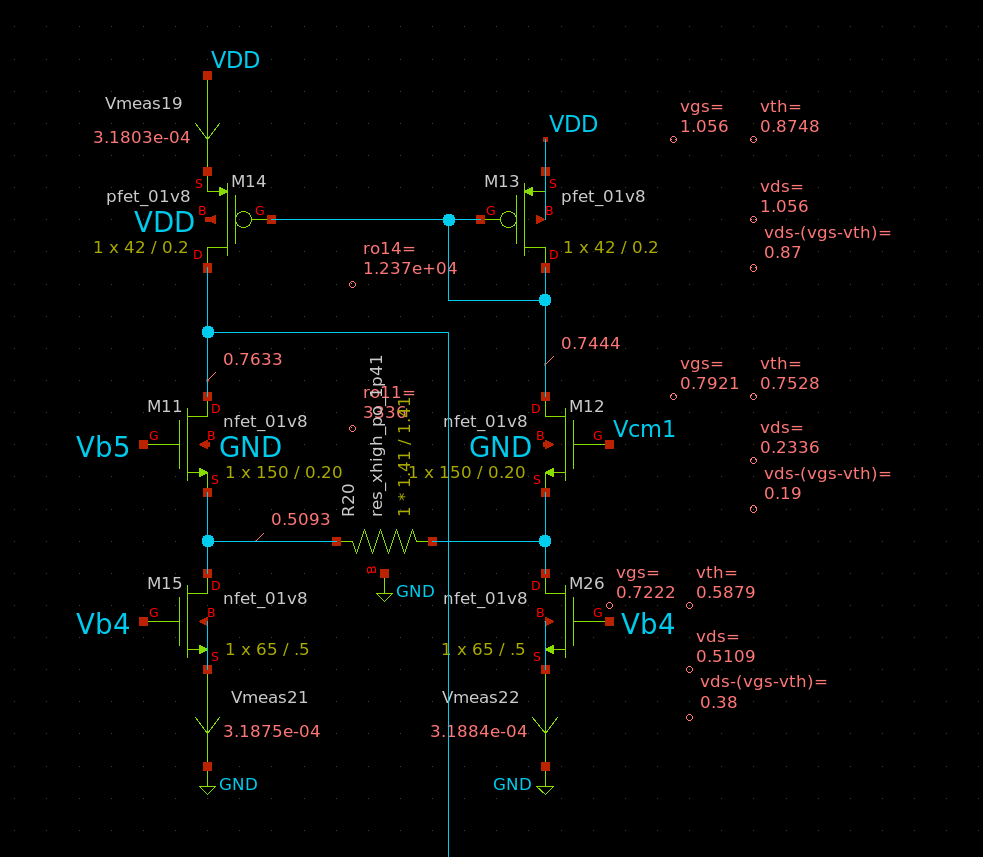 VDD
Vmeas19
3.1803e-04
VDD
vgs=
1.056
vth=
0.8748
S
M14
pfet_01v8
B
VDD
G
1 x 42 / 0.2
D
M13
S
pfet_01v8
G
B
1 x 42 / 0.2
D
vds=
1.056
vds-(vgs-vth)=
0.87
ro14=
1.237e+04
0.7633
0.7444
vgs=
0.7921
vth=
0.7528
M11
D
nfet_01v8
Vb5
G
B
GND
1 x 150 / 0.20
S
ro11=
3336
res_xhigh_po_1p41
1 * 1.41 / 1.41
R20
D
M12
nfet_01v8
GND
B
G
Vcm1
1 x 150 / 0.20
S
vds=
0.2336
vds-(vgs-vth)=
0.19
0.5093
B
GND
M15
D
nfet_01v8
Vb4
G
B
1 x 65 / .5
S
D
M26
nfet_01v8
B
G
Vb4
1 x 65 / .5
S
vgs=
0.7222
vth=
0.5879
vds=
0.5109
vds-(vgs-vth)=
0.38
Vmeas21
3.1875e-04
GND
Vmeas22
3.1884e-04
GND